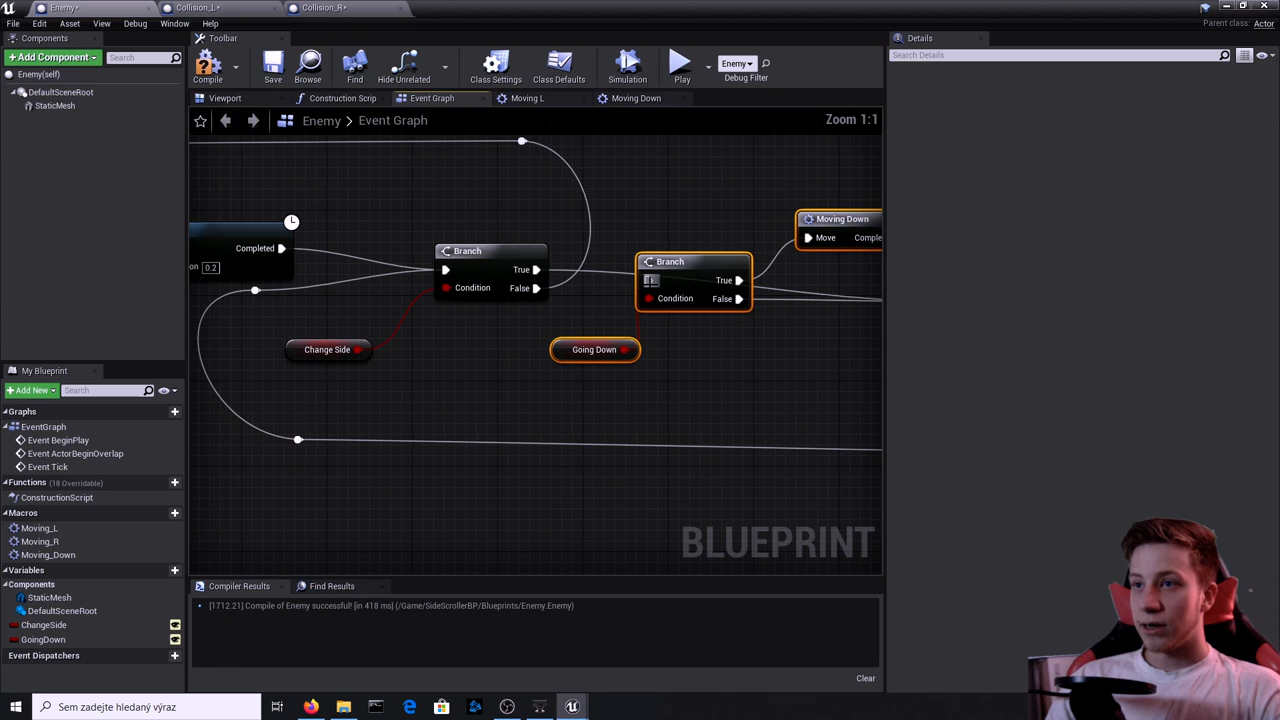 Enemy*
Collision_L*
Collision_R*
File
Edit
Asset
View
Debug
Window
Help
Parent class: Actor
Components
Toolbar
Details
+Add Component
Search
Enemy(self)
DefaultSceneRoot
StaticMesh
Compile
Save
Browse
Find
Hide Unrelated
Class Settings
Class Defaults
Simulation
Play
Enemy
Debug Filter
Search Details
Viewport
Construction Scrip
Event Graph
Moving L
Moving Down
Enemy > Event Graph
Zoom 1:1
Completed
on 0.2
Branch
True
Condition
False
Change Side
Branch
True
Condition
False
Going Down
Moving Down
Move
Comple
BLUEPRINT
My Blueprint
+Add New
Search
Graphs
EventGraph
Event BeginPlay
Event ActorBeginOverlap
Event Tick
Functions (18 Overridable)
ConstructionScript
Macros
Moving_L
Moving_R
Moving_Down
Variables
Components
StaticMesh
DefaultSceneRoot
ChangeSide
GoingDown
Event Dispatchers
Compiler Results
Find Results
[1712.21] Compile of Enemy successful! [in 418 ms] (/Game/SideScrollerBP/Blueprints/Enemy.Enemy)
Clear
Sem zadejte hledaný výraz